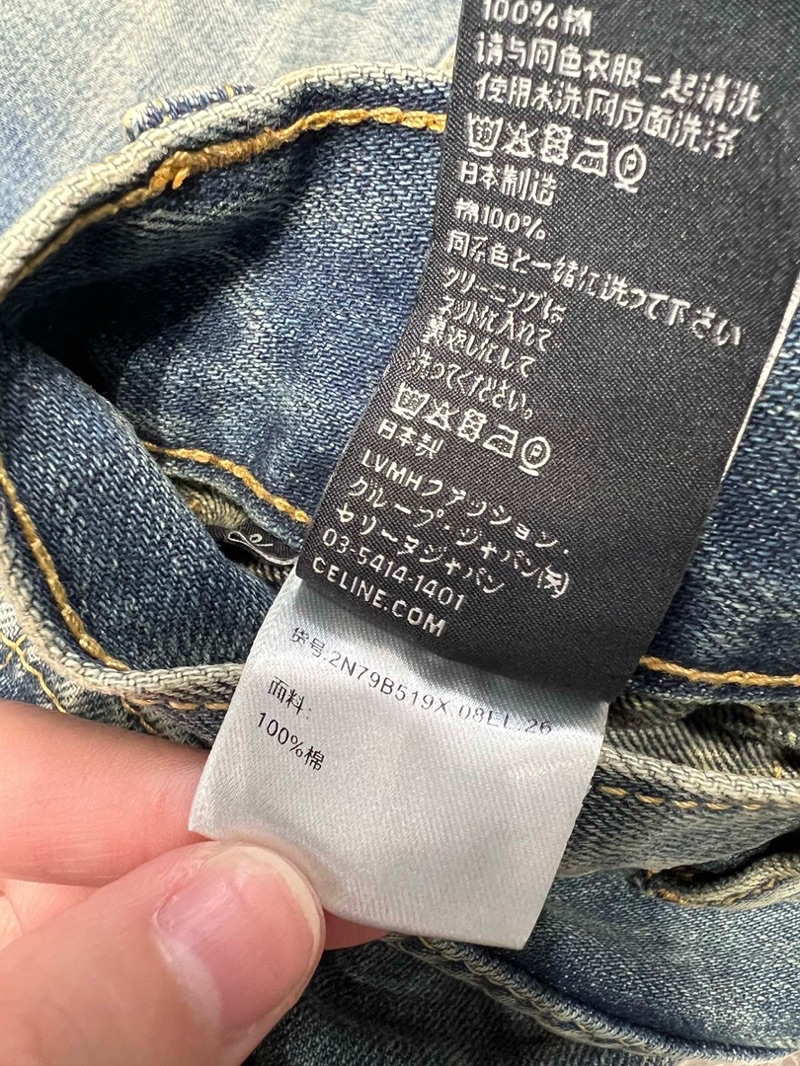 100%棉
请与同色衣服一起清洗
使用水洗网反面洗涤
日本制造
綿100%
同系色と一緒に洗って下さい
クリーニングは
ネットに入れて
裏返しにして
洗ってください。
日本製
LVMHファッション・
グループ・ジャパン(株)
セリーヌジャパン
03-5414-1401
CELINE.COM
货号:2N79B519X.08EL.26
面料:
100%棉